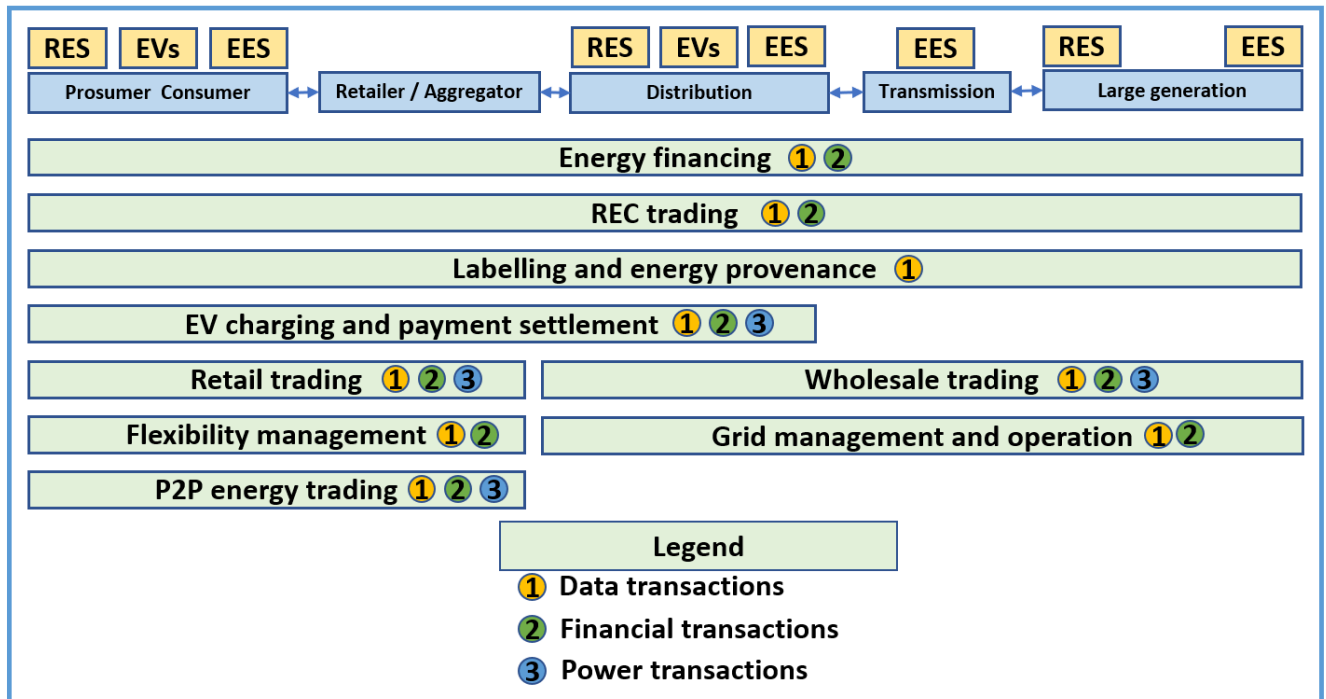 RES EVs EES RES EVs EES EES RES EES
Prosumer Consumer Retailer / Aggregator Distribution Transmission Large generation
Energy financing 1 2
REC trading 1 2
Labelling and energy provenance 1
EV charging and payment settlement 1 2 3
Retail trading 1 2 3 Wholesale trading 1 2 3
Flexibility management 1 2 Grid management and operation 1 2
P2P energy trading 1 2 3
Legend
1 Data transactions
2 Financial transactions
3 Power transactions